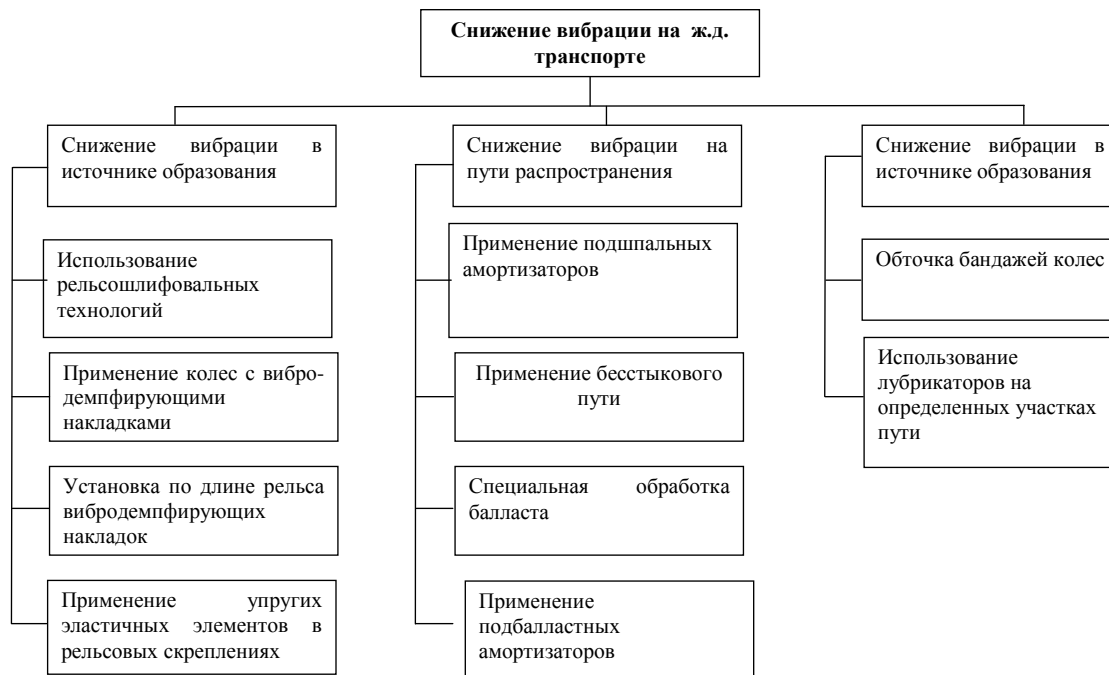 Снижение вибрации на ж.д.
транспорте
Снижение вибрации в
источнике образования
Использование
рельсошлифовальных
технологий
Применение колес с вибро-
демпфирующими
накладками
Установка по длине рельса
вибродемпфирующих
накладок
Применение упругих
эластичных элементов в
рельсовых скреплениях
Снижение вибрации на
пути распространения
Применение подшпальных
амортизаторов
Применение бесстыкового
пути
Специальная обработка
балласта
Применение
подбалластных
амортизаторов
Снижение вибрации в
источнике образования
Обточка бандажей колес
Использование
лубрикаторов на
определенных участках
пути